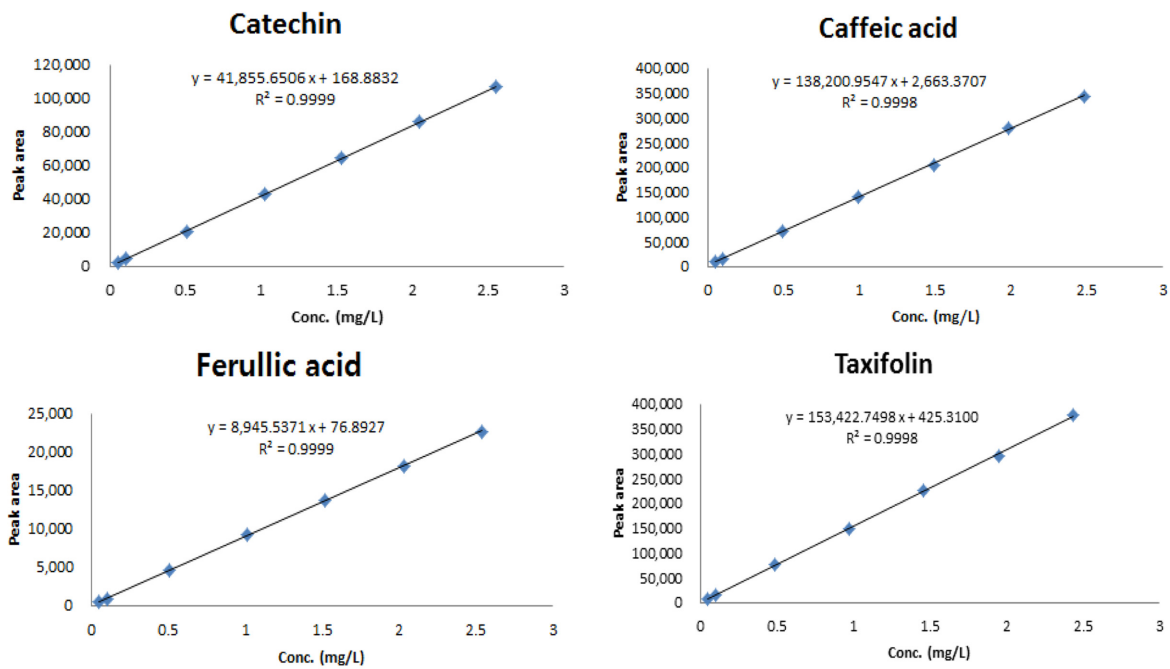 Catechin
y = 41,855.6506 x + 168.8832
R² = 0.9999
120,000
100,000
80,000
60,000
40,000
20,000
0
Peak area
0 0.5 1 1.5 2 2.5 3
Conc. (mg/L)
Caffeic acid
y = 138,200.9547 x + 2,663.3707
R² = 0.9998
400,000
350,000
300,000
250,000
200,000
150,000
100,000
50,000
0
Peak area
0 0.5 1 1.5 2 2.5 3
Conc. (mg/L)
Ferullic acid
y = 8,945.5371 x + 76.8927
R² = 0.9999
25,000
20,000
15,000
10,000
5,000
0
Peak area
0 0.5 1 1.5 2 2.5 3
Conc. (mg/L)
Taxifolin
y = 153,422.7498 x + 425.3100
R² = 0.9998
400,000
350,000
300,000
250,000
200,000
150,000
100,000
50,000
0
Peak area
0 0.5 1 1.5 2 2.5 3
Conc. (mg/L)